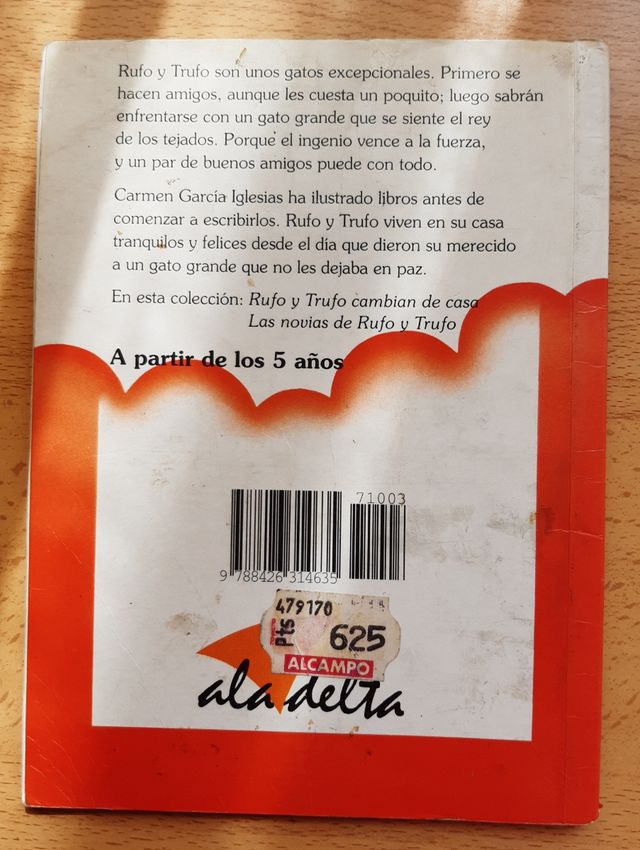 Rufo y Trufo son unos gatos excepcionales. Primero se
hacen amigos, aunque les cuesta un poquito; luego sabrán
enfrentarse con un gato grande que se siente el rey
de los tejados. Porque el ingenio vence a la fuerza,
y un par de buenos amigos puede con todo.
Carmen García Iglesias ha ilustrado libros antes de
comenzar a escribirlos. Rufo y Trufo viven en su casa
tranquilos y felices desde el día que dieron su merecido
a un gato grande que no les dejaba en paz.
En esta colección: Rufo y Trufo cambian de casa
Las novias de Rufo y Trufo
A partir de los 5 años
71003
9 788426 314635
479170
Pts 625
ALCAMPO
ala delta